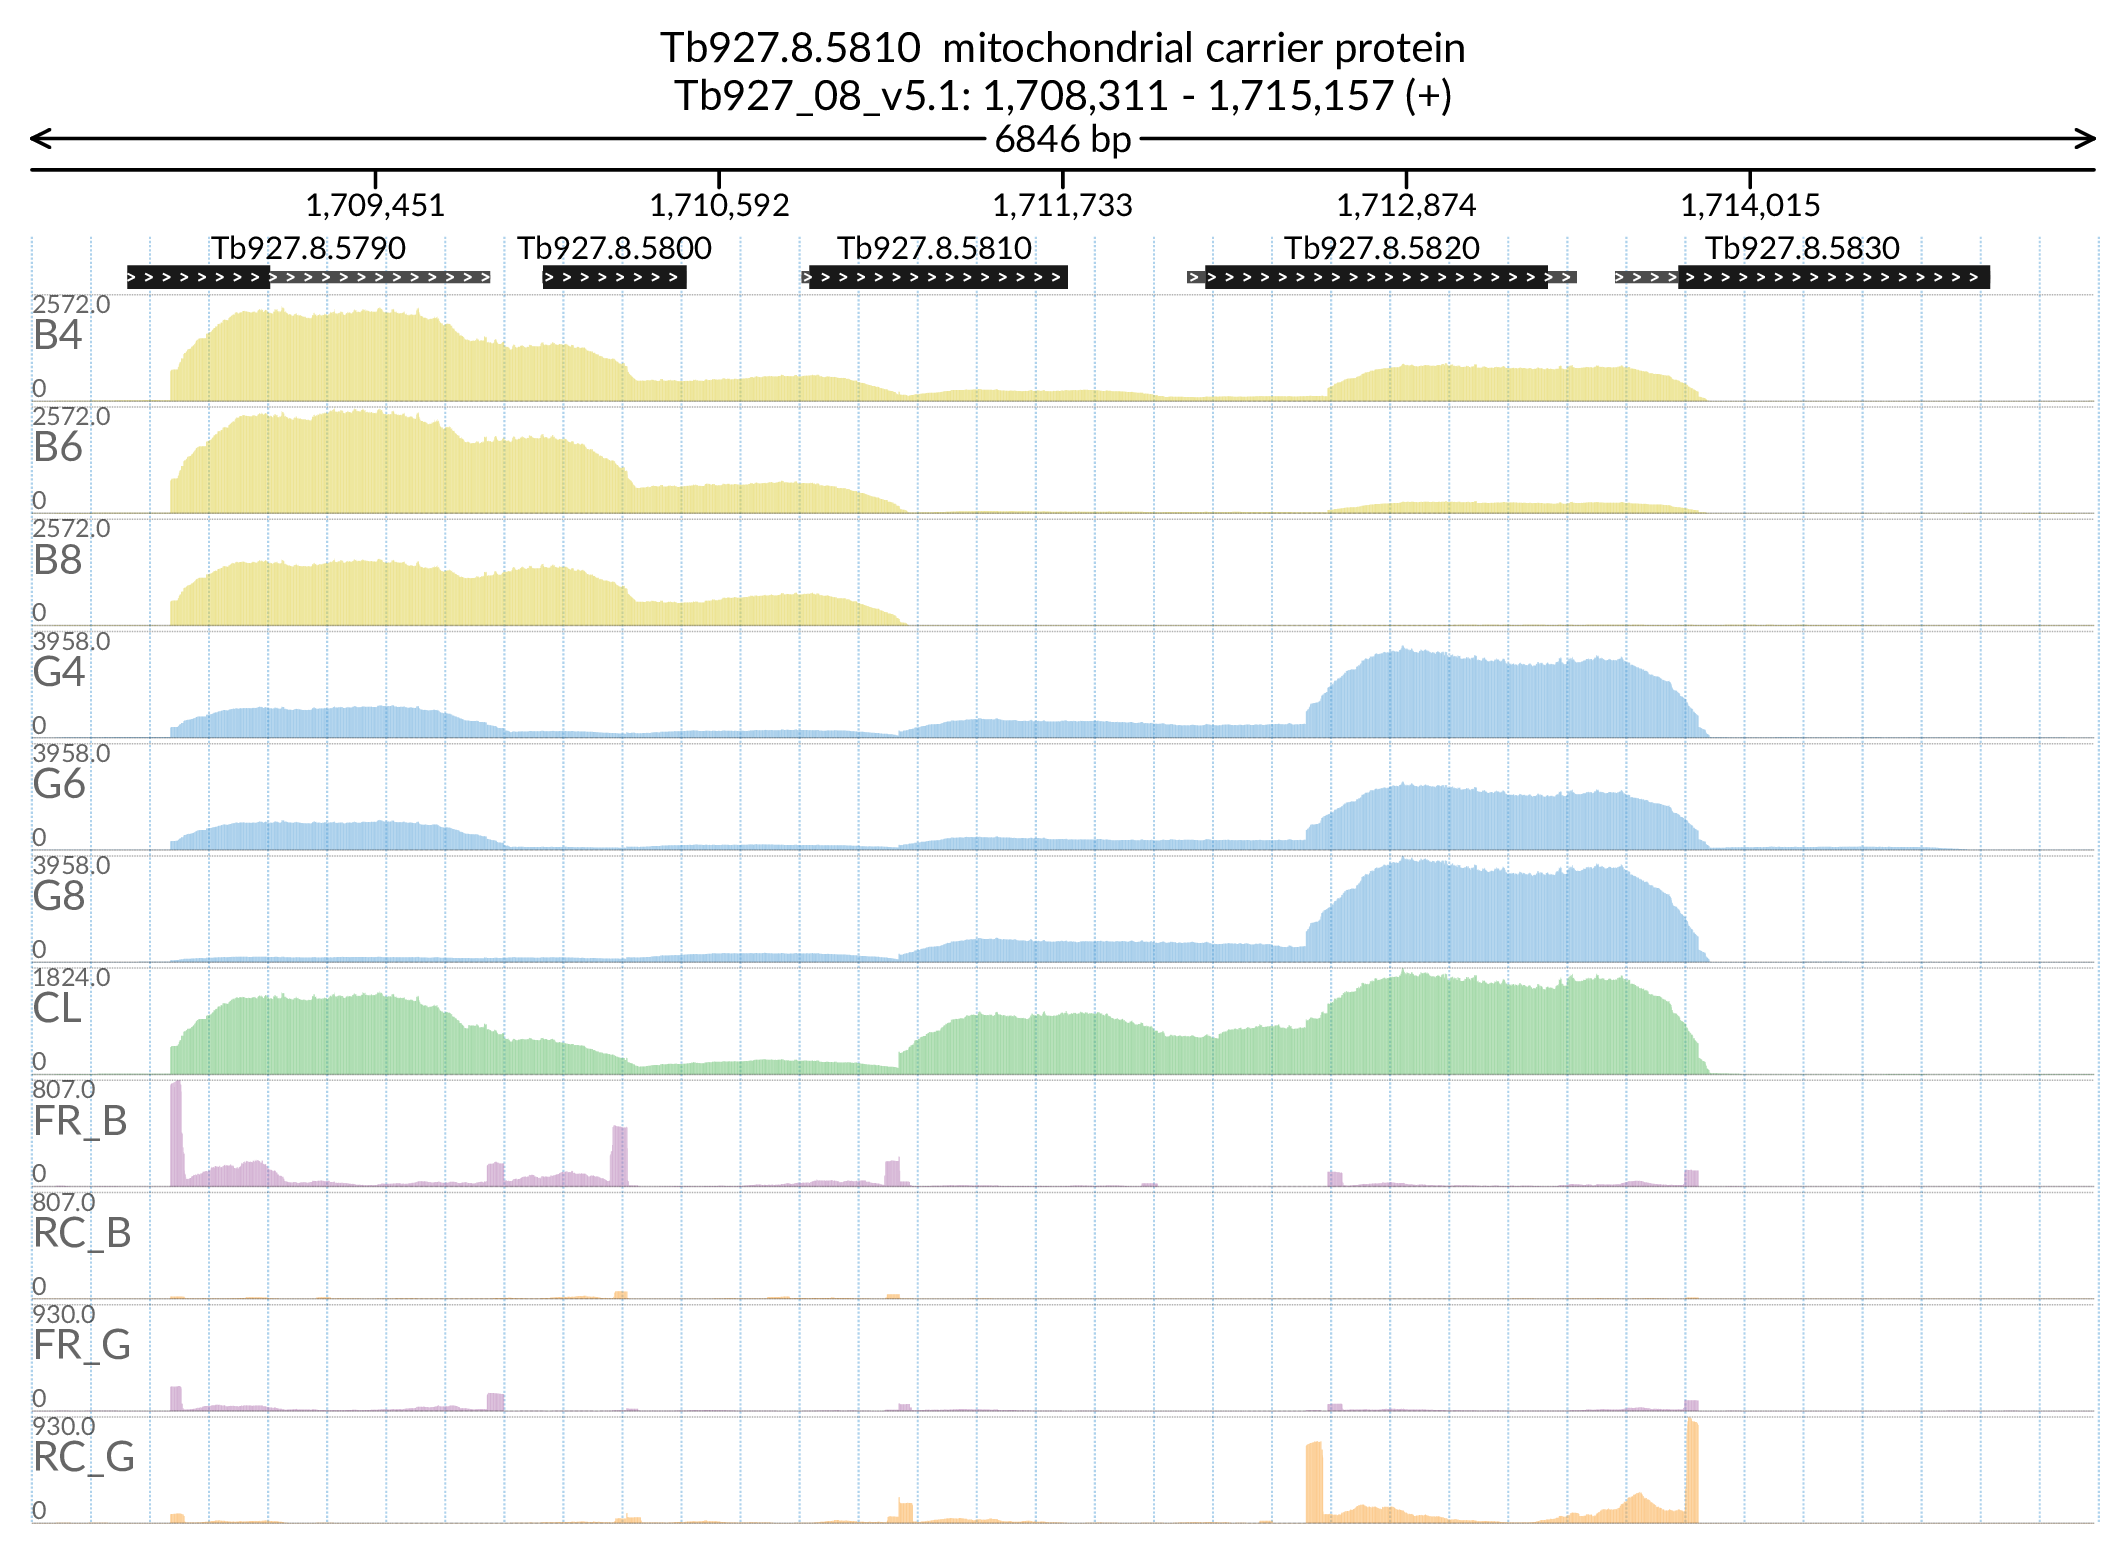 Tb927.8.5810  mitochondrial carrier protein
Tb927_08_v5.1: 1,708,311 - 1,715,157 (+)
6846 bp
1,709,451 1,710,592 1,711,733 1,712,874 1,714,015
Tb927.8.5790 Tb927.8.5800 Tb927.8.5810 Tb927.8.5820 Tb927.8.5830
2572.0
B4
0
2572.0
B6
0
2572.0
B8
0
3958.0
G4
0
3958.0
G6
0
3958.0
G8
0
1824.0
CL
0
807.0
FR_B
0
807.0
RC_B
0
930.0
FR_G
0
930.0
RC_G
0